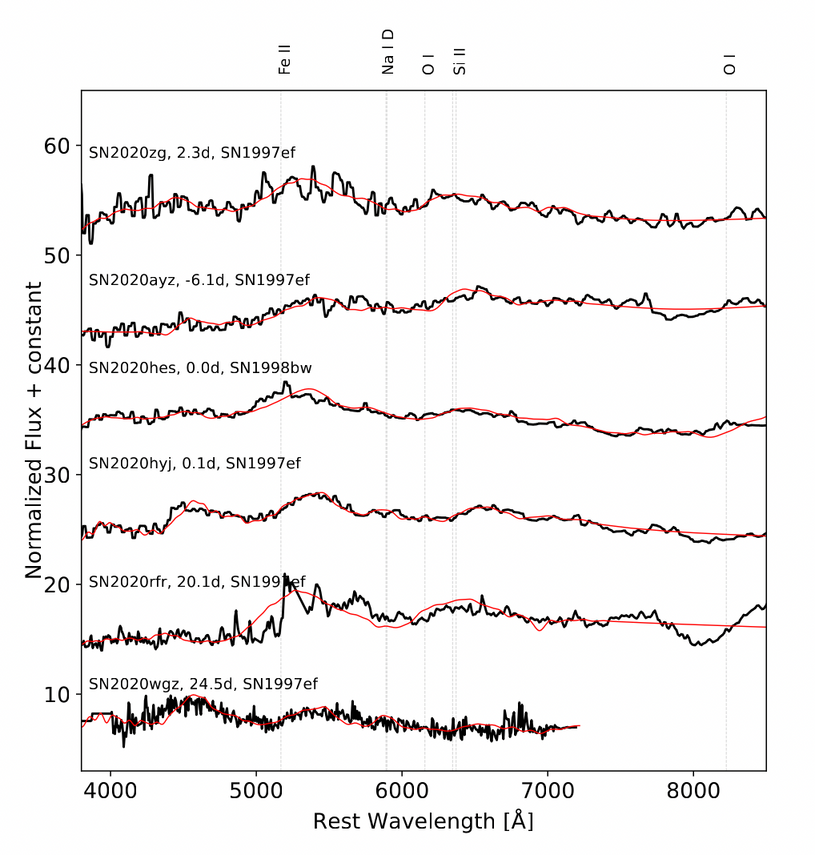 Fe II
Na I D
O I
Si II
O I
60
SN2020zg, 2.3d, SN1997ef
50
SN2020ayz, -6.1d, SN1997ef
40
SN2020hes, 0.0d, SN1998bw
30
SN2020hyj, 0.1d, SN1997ef
20
SN2020rfr, 20.1d, SN1997ef
10
SN2020wgz, 24.5d, SN1997ef
Normalized Flux + constant
4000
5000
6000
7000
8000
Rest Wavelength [Å]